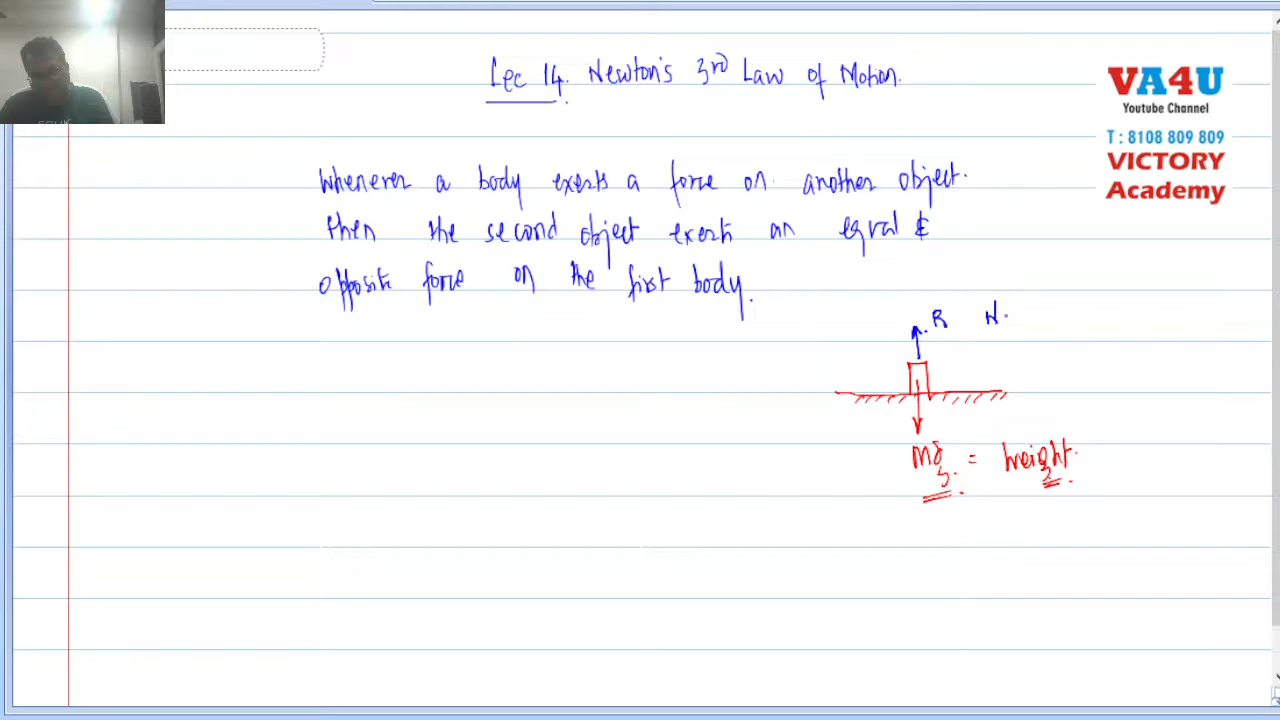 Lec 14. Newton's 3rd Law of Motion.
VA4U
Youtube Channel
T : 8108 809 809
VICTORY
Academy
Whenever a body exerts a force on another object.
then the second object exerts an equal &
opposite force on the first body.
R N
mg = weight.